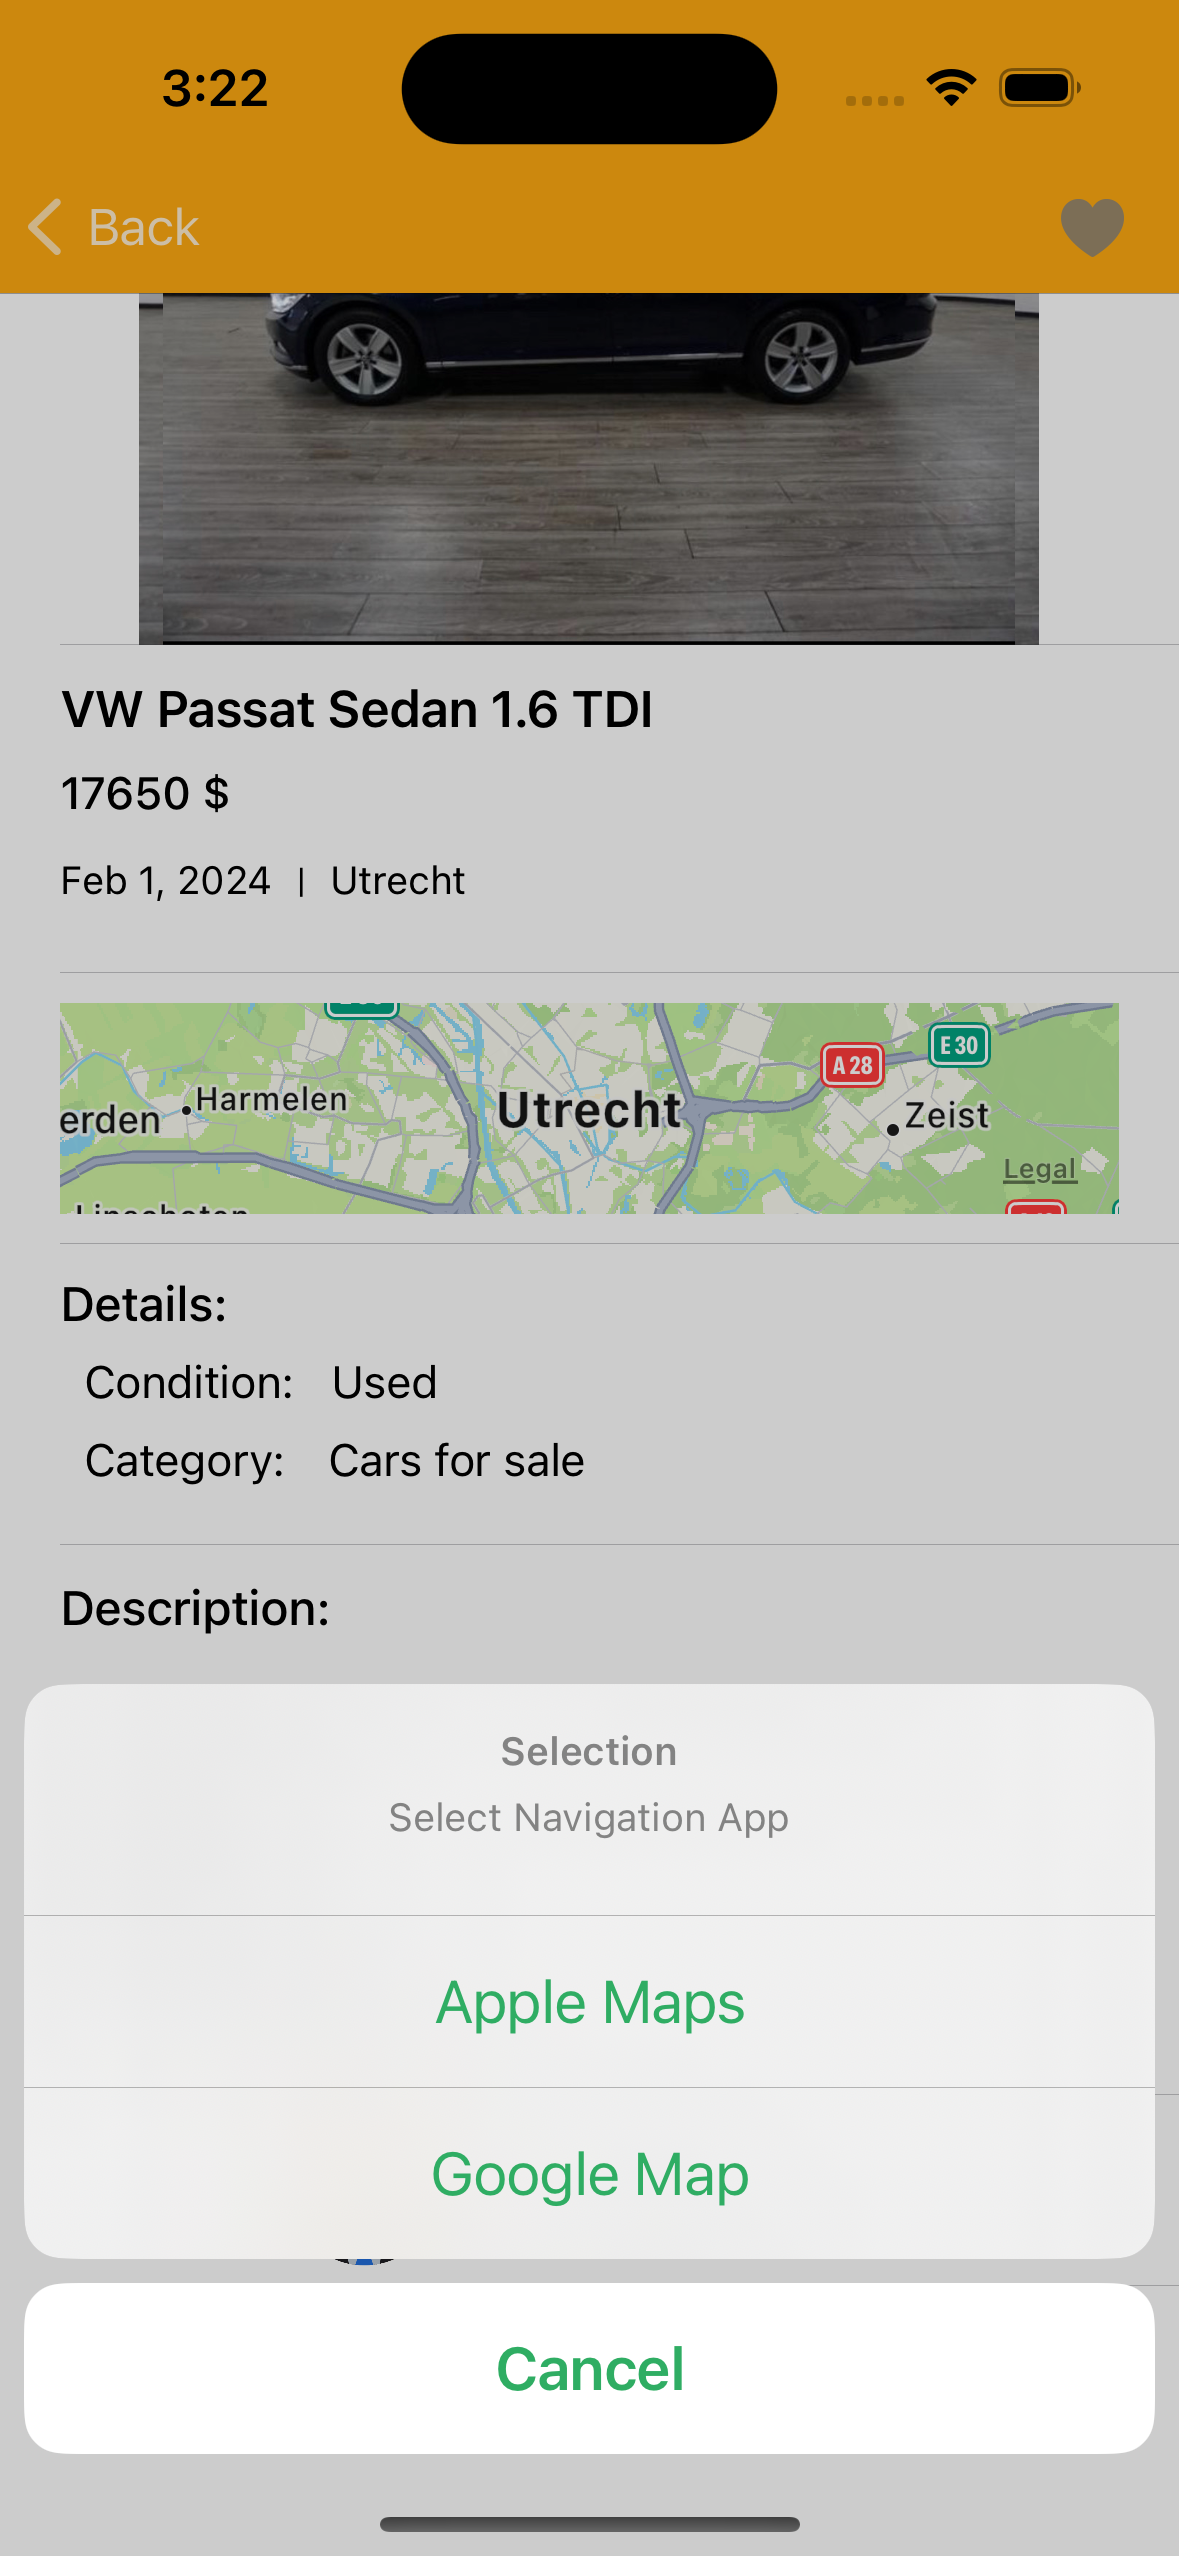 3:22
Back
VW Passat Sedan 1.6 TDI
17650 $
Feb 1, 2024 | Utrecht
A 28
E 30
Harmelen
erden
Utrecht
Zeist
Legal
Details:
Condition: Used
Category: Cars for sale
Description:
Selection
Select Navigation App
Apple Maps
Google Map
Cancel